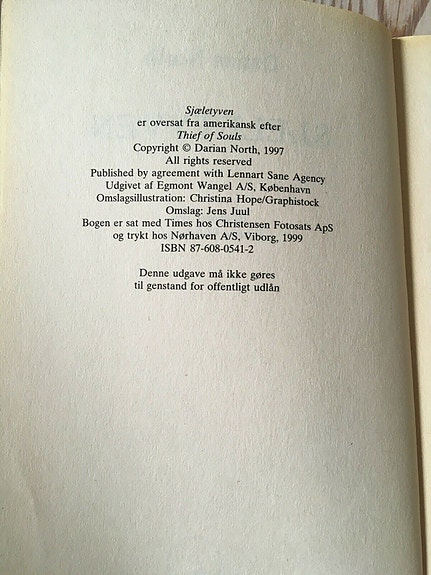 Sjæletyven
er oversat fra amerikansk efter
Thief of Souls
Copyright © Darian North, 1997
All rights reserved
Published by agreement with Lennart Sane Agency
Udgivet af Egmont Wangel A/S, København
Omslagsillustration: Christina Hope/Graphistock
Omslag: Jens Juul
Bogen er sat med Times hos Christensen Fotosats ApS
og trykt hos Nørhaven A/S, Viborg, 1999
ISBN 87-608-0541-2
Denne udgave må ikke gøres
til genstand for offentligt udlån